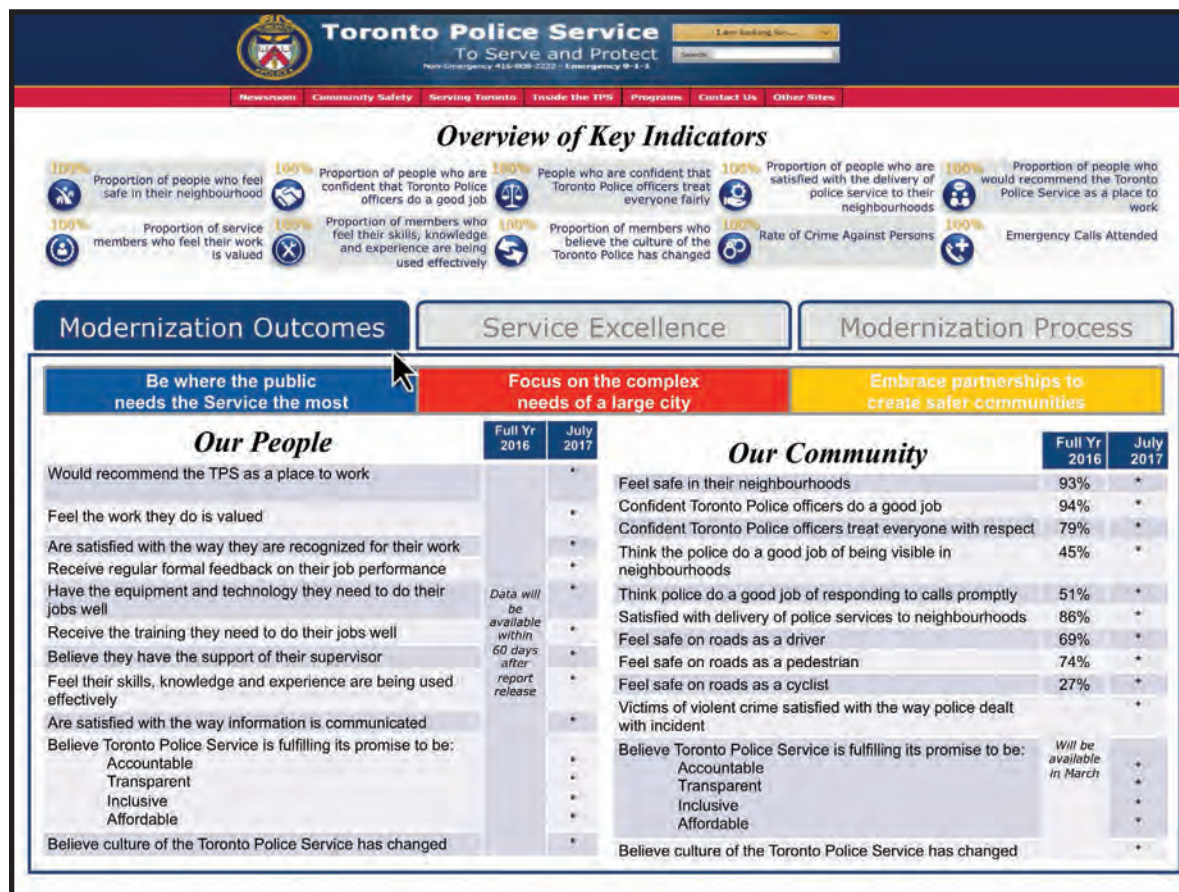 Toronto Police Service
To Serve and Protect
Non-Emergency 416-808-2222 - Emergency 9-1-1
I am looking for...
Search:
Newsroom Community Safety Serving Toronto Inside the TPS Programs Contact Us Other Sites
Overview of Key Indicators
100%
Proportion of people who feel
safe in their neighbourhood
100%
Proportion of people who are
confident that Toronto Police
officers do a good job
100%
People who are confident that
Toronto Police officers treat
everyone fairly
100%
Proportion of people who are
satisfied with the delivery of
police service to their
neighbourhoods
100%
Proportion of people who
would recommend the Toronto
Police Service as a place to
work
100%
Proportion of service
members who feel their work
is valued
100%
Proportion of members who
feel their skills, knowledge
and experience are being
used effectively
100%
Proportion of members who
believe the culture of the
Toronto Police has changed
100%
Rate of Crime Against Persons
100%
Emergency Calls Attended
Modernization Outcomes
Service Excellence
Modernization Process
Be where the public
needs the Service the most
Focus on the complex
needs of a large city
Embrace partnerships to
create safer communities
Our People
Full Yr
2016
July
2017
Would recommend the TPS as a place to work *
Feel the work they do is valued *
Are satisfied with the way they are recognized for their work *
Receive regular formal feedback on their job performance *
Have the equipment and technology they need to do their *
jobs well
Receive the training they need to do their jobs well *
Believe they have the support of their supervisor *
Feel their skills, knowledge and experience are being used *
effectively
Are satisfied with the way information is communicated *
Believe Toronto Police Service is fulfilling its promise to be:
Accountable *
Transparent *
Inclusive *
Affordable *
Believe culture of the Toronto Police Service has changed *
Data will
be
available
within
60 days
after
report
release
Our Community
Full Yr
2016
July
2017
Feel safe in their neighbourhoods 93% *
Confident Toronto Police officers do a good job 94% *
Confident Toronto Police officers treat everyone with respect 79% *
Think the police do a good job of being visible in 45% *
neighbourhoods
Think police do a good job of responding to calls promptly 51% *
Satisfied with delivery of police services to neighbourhoods 86% *
Feel safe on roads as a driver 69% *
Feel safe on roads as a pedestrian 74% *
Feel safe on roads as a cyclist 27% *
Victims of violent crime satisfied with the way police dealt *
with incident
Believe Toronto Police Service is fulfilling its promise to be:
Accountable *
Transparent *
Inclusive *
Affordable *
Believe culture of the Toronto Police Service has changed *
Will be
available
in March